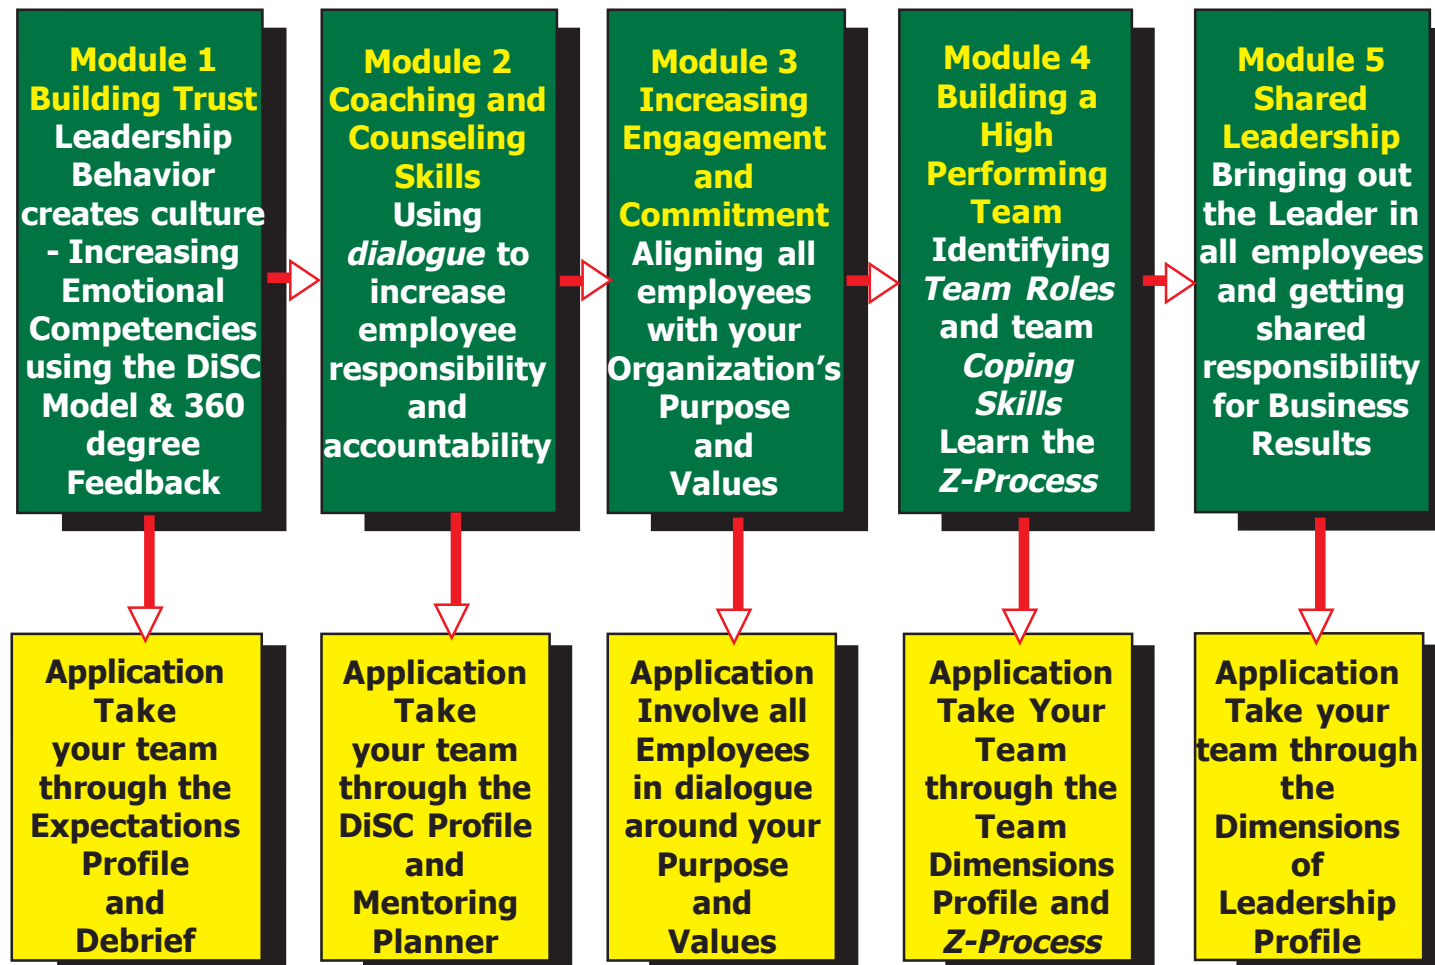 Module 1
Building Trust
Leadership
Behavior
creates culture
- Increasing
Emotional
Competencies
using the DiSC
Model & 360
degree
Feedback
Module 2
Coaching and
Counseling
Skills
Using
dialogue to
increase
employee
responsibility
and
accountability
Module 3
Increasing
Engagement
and
Commitment
Aligning all
employees
with your
Organization's
Purpose
and
Values
Module 4
Building a
High
Performing
Team
Identifying
Team Roles
and team
Coping
Skills
Learn the
Z-Process
Module 5
Shared
Leadership
Bringing out
the Leader in
all employees
and getting
shared
responsibility
for Business
Results
Application
Take
your team
through the
Expectations
Profile
and
Debrief
Application
Take
your team
through the
DiSC Profile
and
Mentoring
Planner
Application
Involve all
Employees
in dialogue
around your
Purpose
and
Values
Application
Take Your
Team
through the
Team
Dimensions
Profile and
Z-Process
Application
Take your
team through
the
Dimensions
of
Leadership
Profile